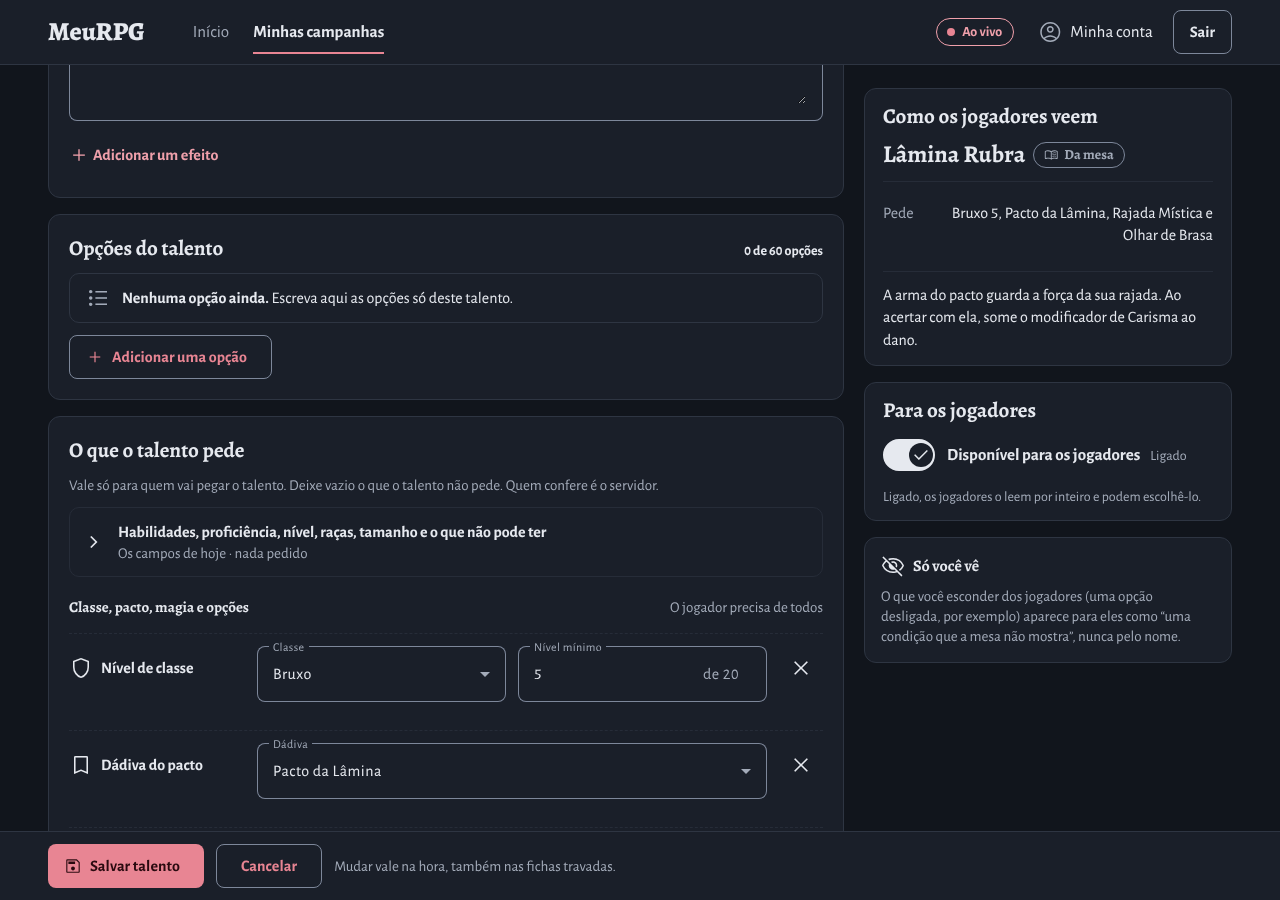 MeuRPG
Início
Minhas campanhas
Ao vivo
Minha conta
Sair
Adicionar um efeito
Opções do talento
0 de 60 opções
Nenhuma opção ainda. Escreva aqui as opções só deste talento.
Adicionar uma opção
O que o talento pede
Vale só para quem vai pegar o talento. Deixe vazio o que o talento não pede. Quem confere é o servidor.
Habilidades, proficiência, nível, raças, tamanho e o que não pode ter
Os campos de hoje · nada pedido
Classe, pacto, magia e opções
O jogador precisa de todos
Nível de classe
Classe
Bruxo
Nível mínimo
5
de 20
Dádiva do pacto
Dádiva
Pacto da Lâmina
Como os jogadores veem
Lâmina Rubra
Da mesa
Pede
Bruxo 5, Pacto da Lâmina, Rajada Mística e
Olhar de Brasa
A arma do pacto guarda a força da sua rajada. Ao
acertar com ela, some o modificador de Carisma ao
dano.
Para os jogadores
Disponível para os jogadores
Ligado
Ligado, os jogadores o leem por inteiro e podem escolhê-lo.
Só você vê
O que você esconder dos jogadores (uma opção
desligada, por exemplo) aparece para eles como “uma
condição que a mesa não mostra”, nunca pelo nome.
Salvar talento
Cancelar
Mudar vale na hora, também nas fichas travadas.